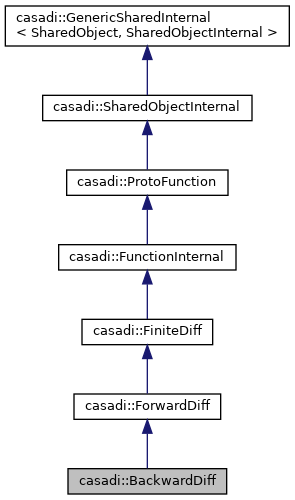 casadi::GenericSharedInternal
< SharedObject, SharedObjectInternal >
casadi::SharedObjectInternal
casadi::ProtoFunction
casadi::FunctionInternal
casadi::FiniteDiff
casadi::ForwardDiff
casadi::BackwardDiff